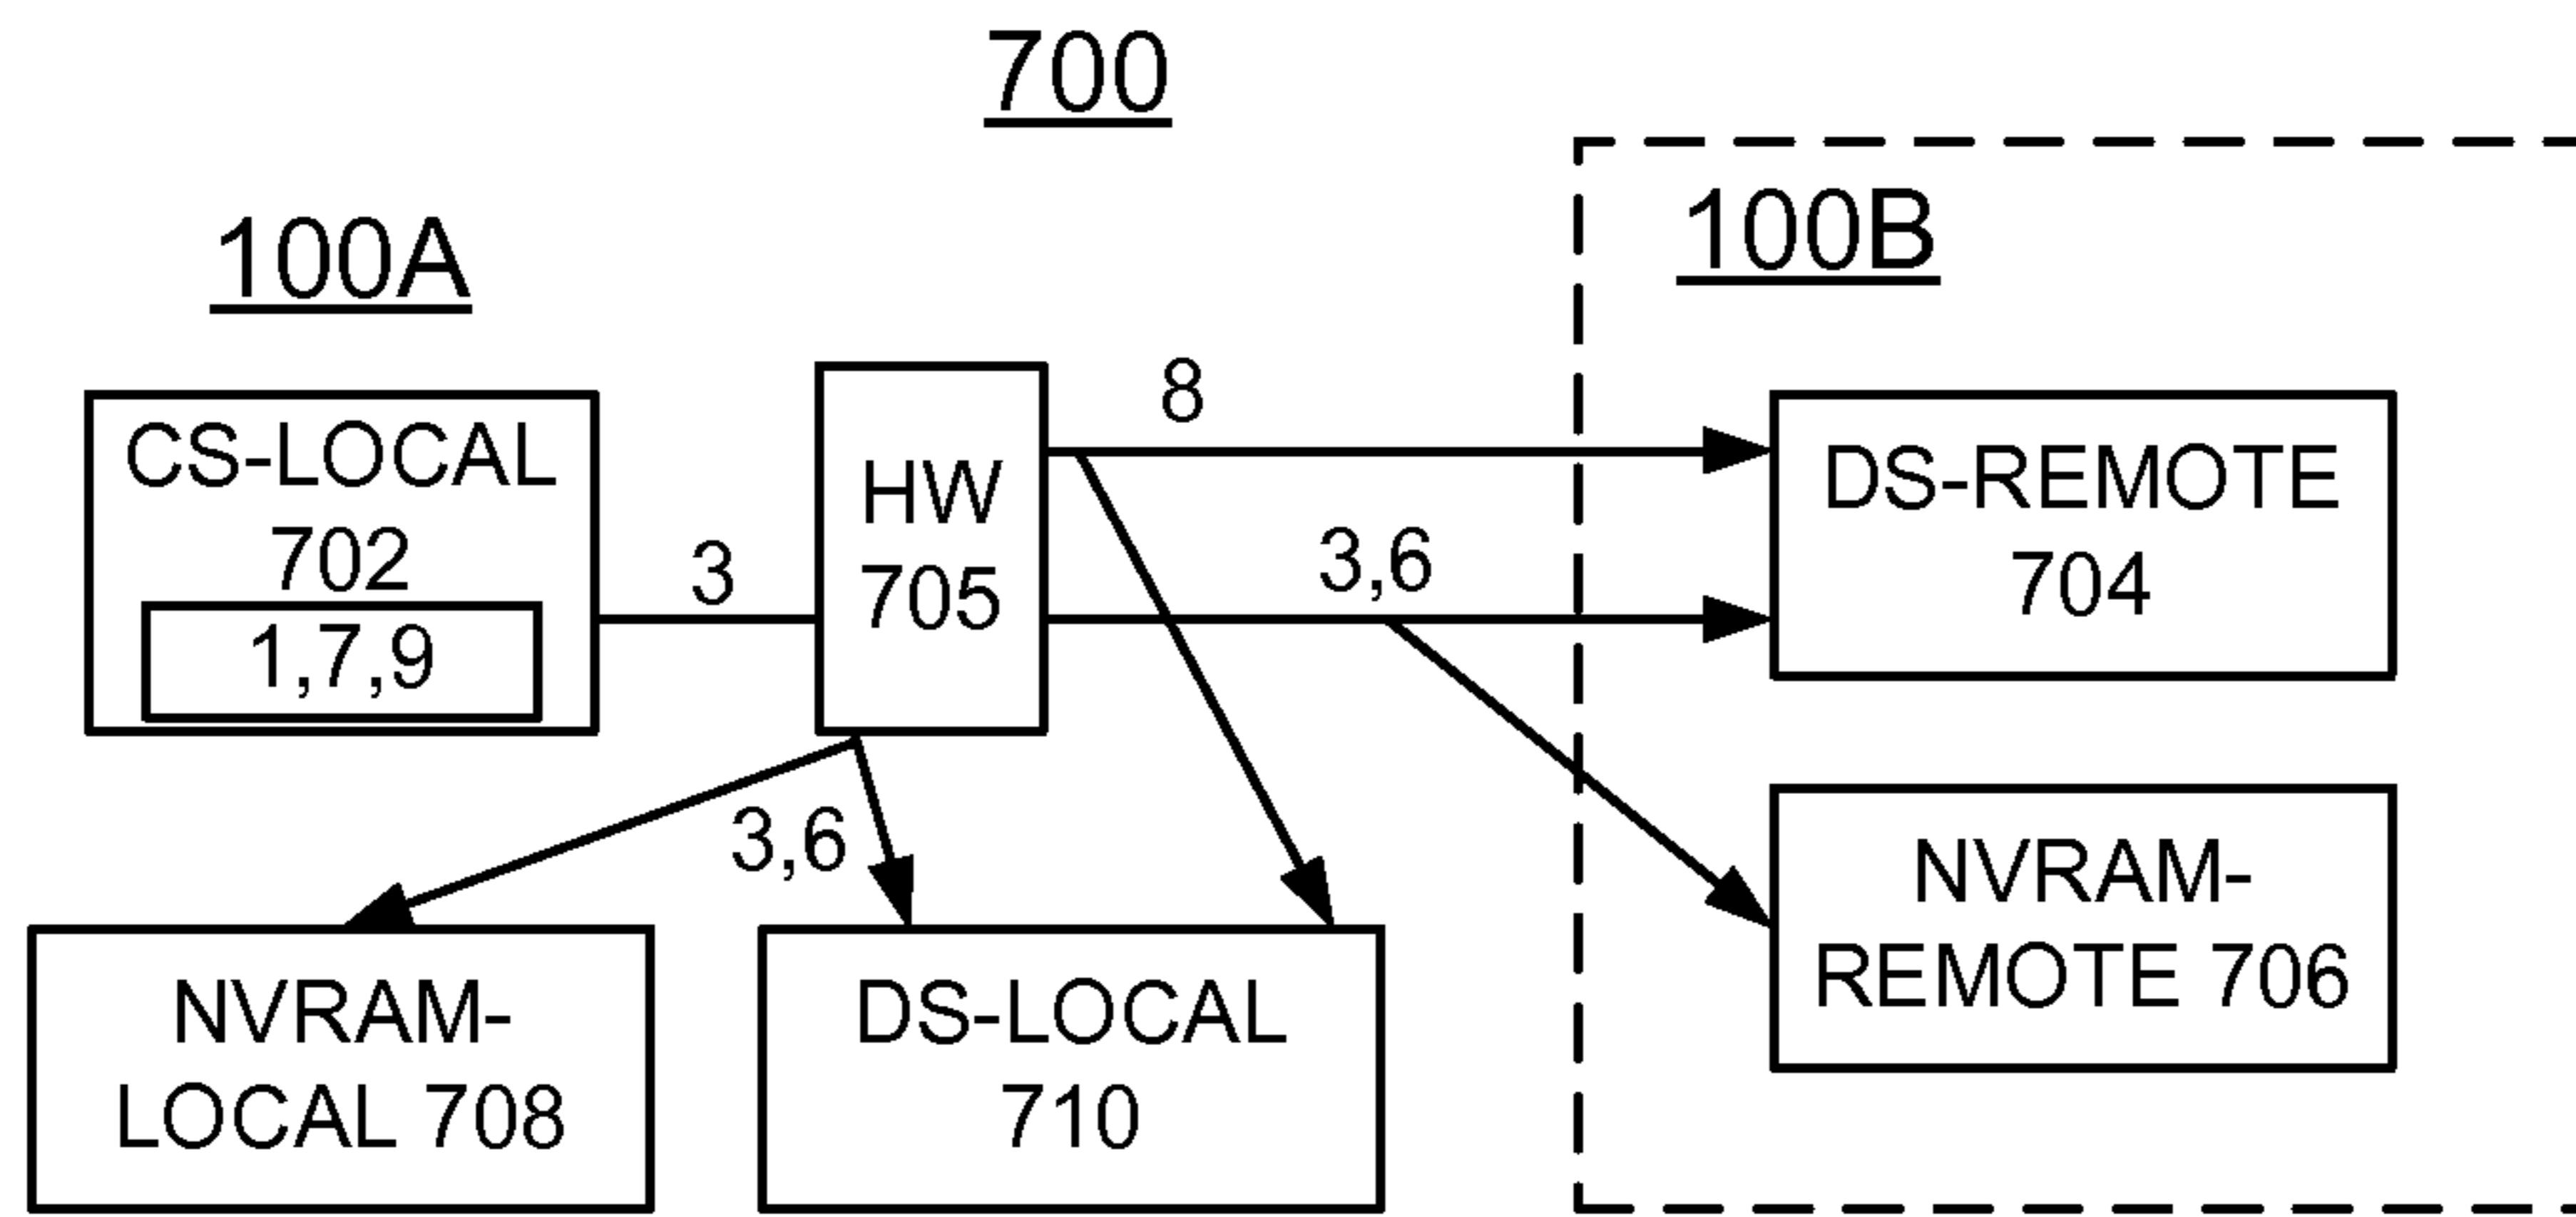 700
100A
100B
CS-LOCAL
702
1,7,9
3
HW
705
8
3,6
DS-REMOTE
704
3,6
NVRAM-
LOCAL 708
DS-LOCAL
710
NVRAM-
REMOTE 706